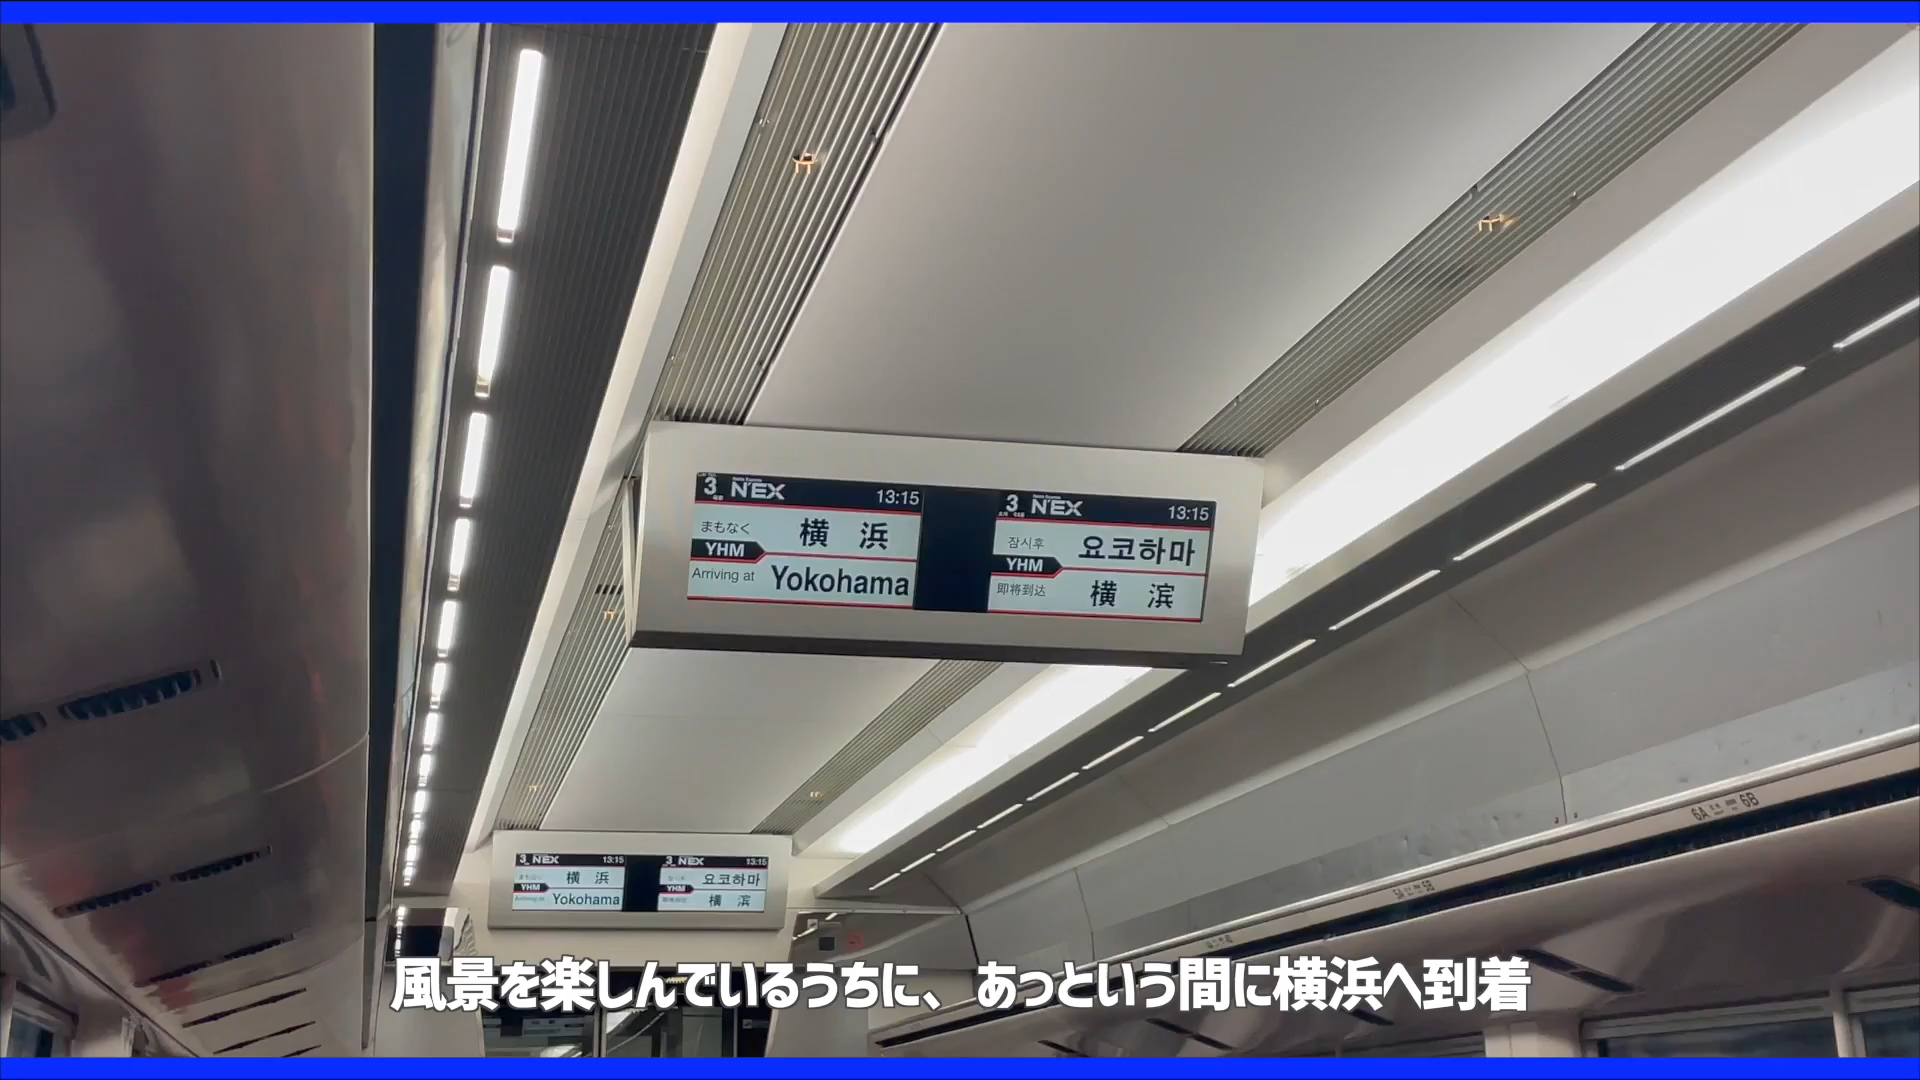 3 N'EX 13:15
まもなく 横浜
YHM
Arriving at Yokohama
3 N'EX 13:15
잠시후 요코하마
YHM
即将到达 横滨
6A 6B
3 N'EX 13:15
横浜
YHM
Arriving at Yokohama
3 N'EX 13:15
요코하마
YHM
横滨
風景を楽しんでいるうちに、あっという間に横浜へ到着